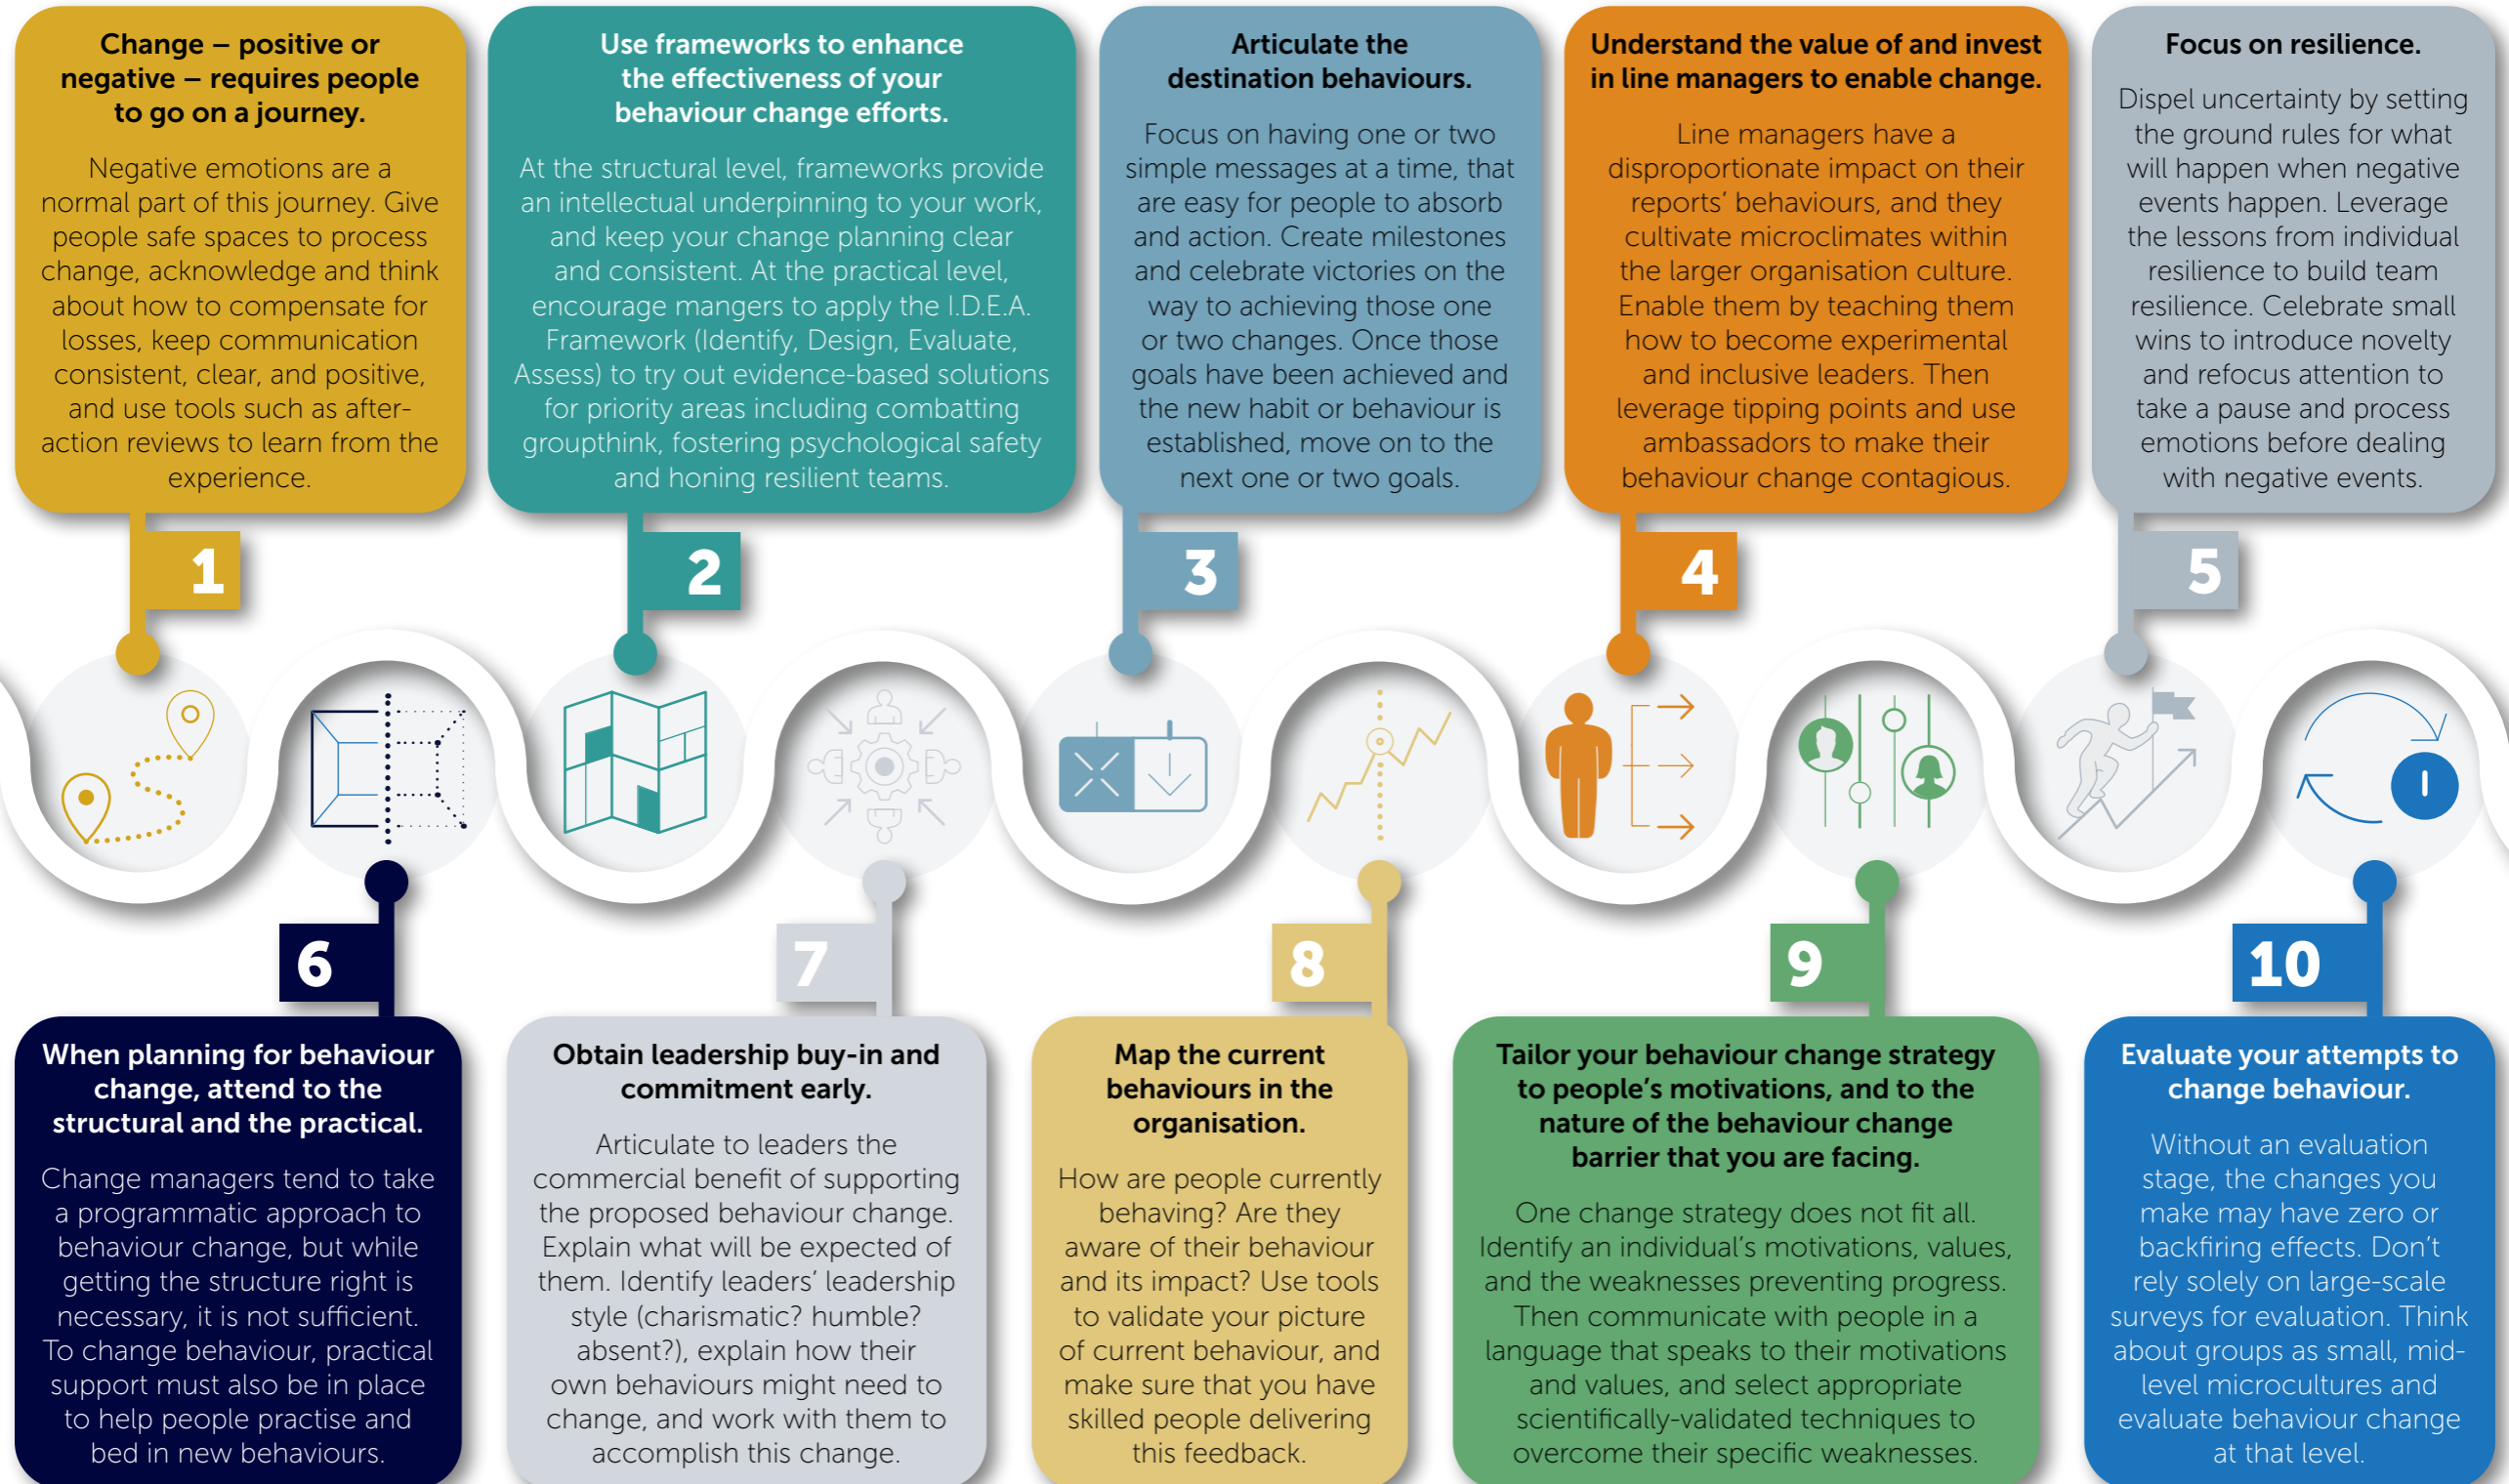 Change – positive or
negative – requires people
to go on a journey.
Negative emotions are a
normal part of this journey. Give
people safe spaces to process
change, acknowledge and think
about how to compensate for
losses, keep communication
consistent, clear, and positive,
and use tools such as after-
action reviews to learn from the
experience.
1
Use frameworks to enhance
the effectiveness of your
behaviour change efforts.
At the structural level, frameworks provide
an intellectual underpinning to your work,
and keep your change planning clear
and consistent. At the practical level,
encourage mangers to apply the I.D.E.A.
Framework (Identify, Design, Evaluate,
Assess) to try out evidence-based solutions
for priority areas including combatting
groupthink, fostering psychological safety
and honing resilient teams.
2
Articulate the
destination behaviours.
Focus on having one or two
simple messages at a time, that
are easy for people to absorb
and action. Create milestones
and celebrate victories on the
way to achieving those one
or two changes. Once those
goals have been achieved and
the new habit or behaviour is
established, move on to the
next one or two goals.
3
Understand the value of and invest
in line managers to enable change.
Line managers have a
disproportionate impact on their
reports’ behaviours, and they
cultivate microclimates within
the larger organisation culture.
Enable them by teaching them
how to become experimental
and inclusive leaders. Then
leverage tipping points and use
ambassadors to make their
behaviour change contagious.
4
Focus on resilience.
Dispel uncertainty by setting
the ground rules for what
will happen when negative
events happen. Leverage
the lessons from individual
resilience to build team
resilience. Celebrate small
wins to introduce novelty
and refocus attention to
take a pause and process
emotions before dealing
with negative events.
5
6
When planning for behaviour
change, attend to the
structural and the practical.
Change managers tend to take
a programmatic approach to
behaviour change, but while
getting the structure right is
necessary, it is not sufficient.
To change behaviour, practical
support must also be in place
to help people practise and
bed in new behaviours.
7
Obtain leadership buy-in and
commitment early.
Articulate to leaders the
commercial benefit of supporting
the proposed behaviour change.
Explain what will be expected of
them. Identify leaders’ leadership
style (charismatic? humble?
absent?), explain how their
own behaviours might need to
change, and work with them to
accomplish this change.
8
Map the current
behaviours in the
organisation.
How are people currently
behaving? Are they
aware of their behaviour
and its impact? Use tools
to validate your picture
of current behaviour, and
make sure that you have
skilled people delivering
this feedback.
9
Tailor your behaviour change strategy
to people’s motivations, and to the
nature of the behaviour change
barrier that you are facing.
One change strategy does not fit all.
Identify an individual’s motivations, values,
and the weaknesses preventing progress.
Then communicate with people in a
language that speaks to their motivations
and values, and select appropriate
scientifically-validated techniques to
overcome their specific weaknesses.
10
Evaluate your attempts to
change behaviour.
Without an evaluation
stage, the changes you
make may have zero or
backfiring effects. Don’t
rely solely on large-scale
surveys for evaluation. Think
about groups as small, mid-
level microcultures and
evaluate behaviour change
at that level.